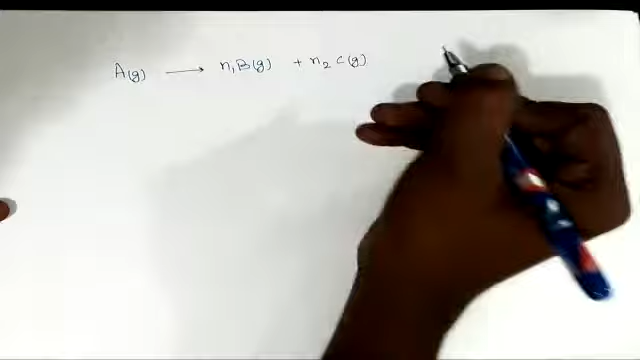 A(g) ⟶ n₁B(g) + n₂C(g)